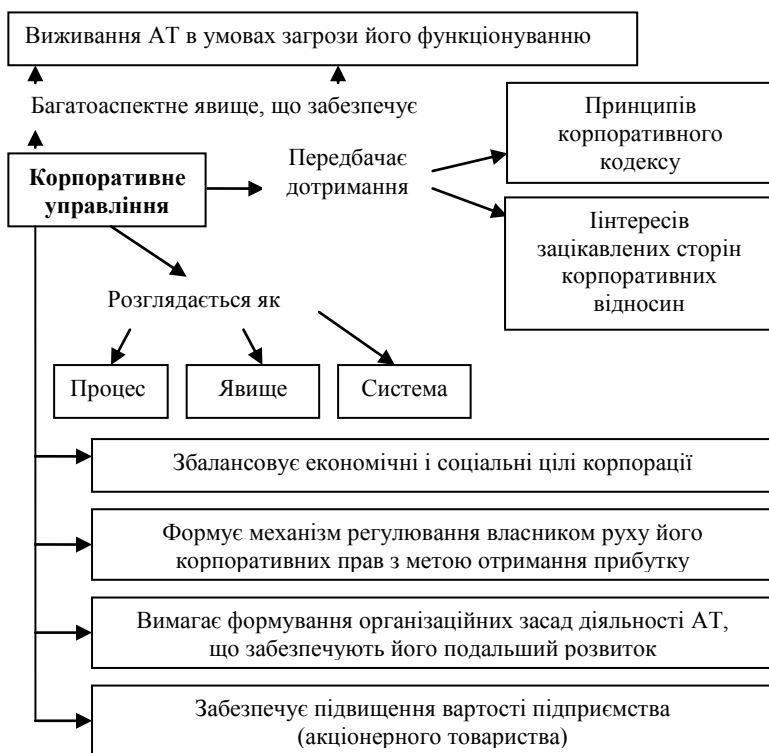 Виживання АТ в умовах загрози його функціонуванню
Багатоаспектне явище, що забезпечує
Корпоративне
управління
Передбачає
дотримання
Принципів
корпоративного
кодексу
Іінтересів
зацікавлених сторін
корпоративних
відносин
Розглядається як
Процес
Явище
Система
Збалансовує економічні і соціальні цілі корпорації
Формує механізм регулювання власником руху його
корпоративних прав з метою отримання прибутку
Вимагає формування організаційних засад діяльності АТ,
що забезпечують його подальший розвиток
Забезпечує підвищення вартості підприємства
(акціонерного товариства)